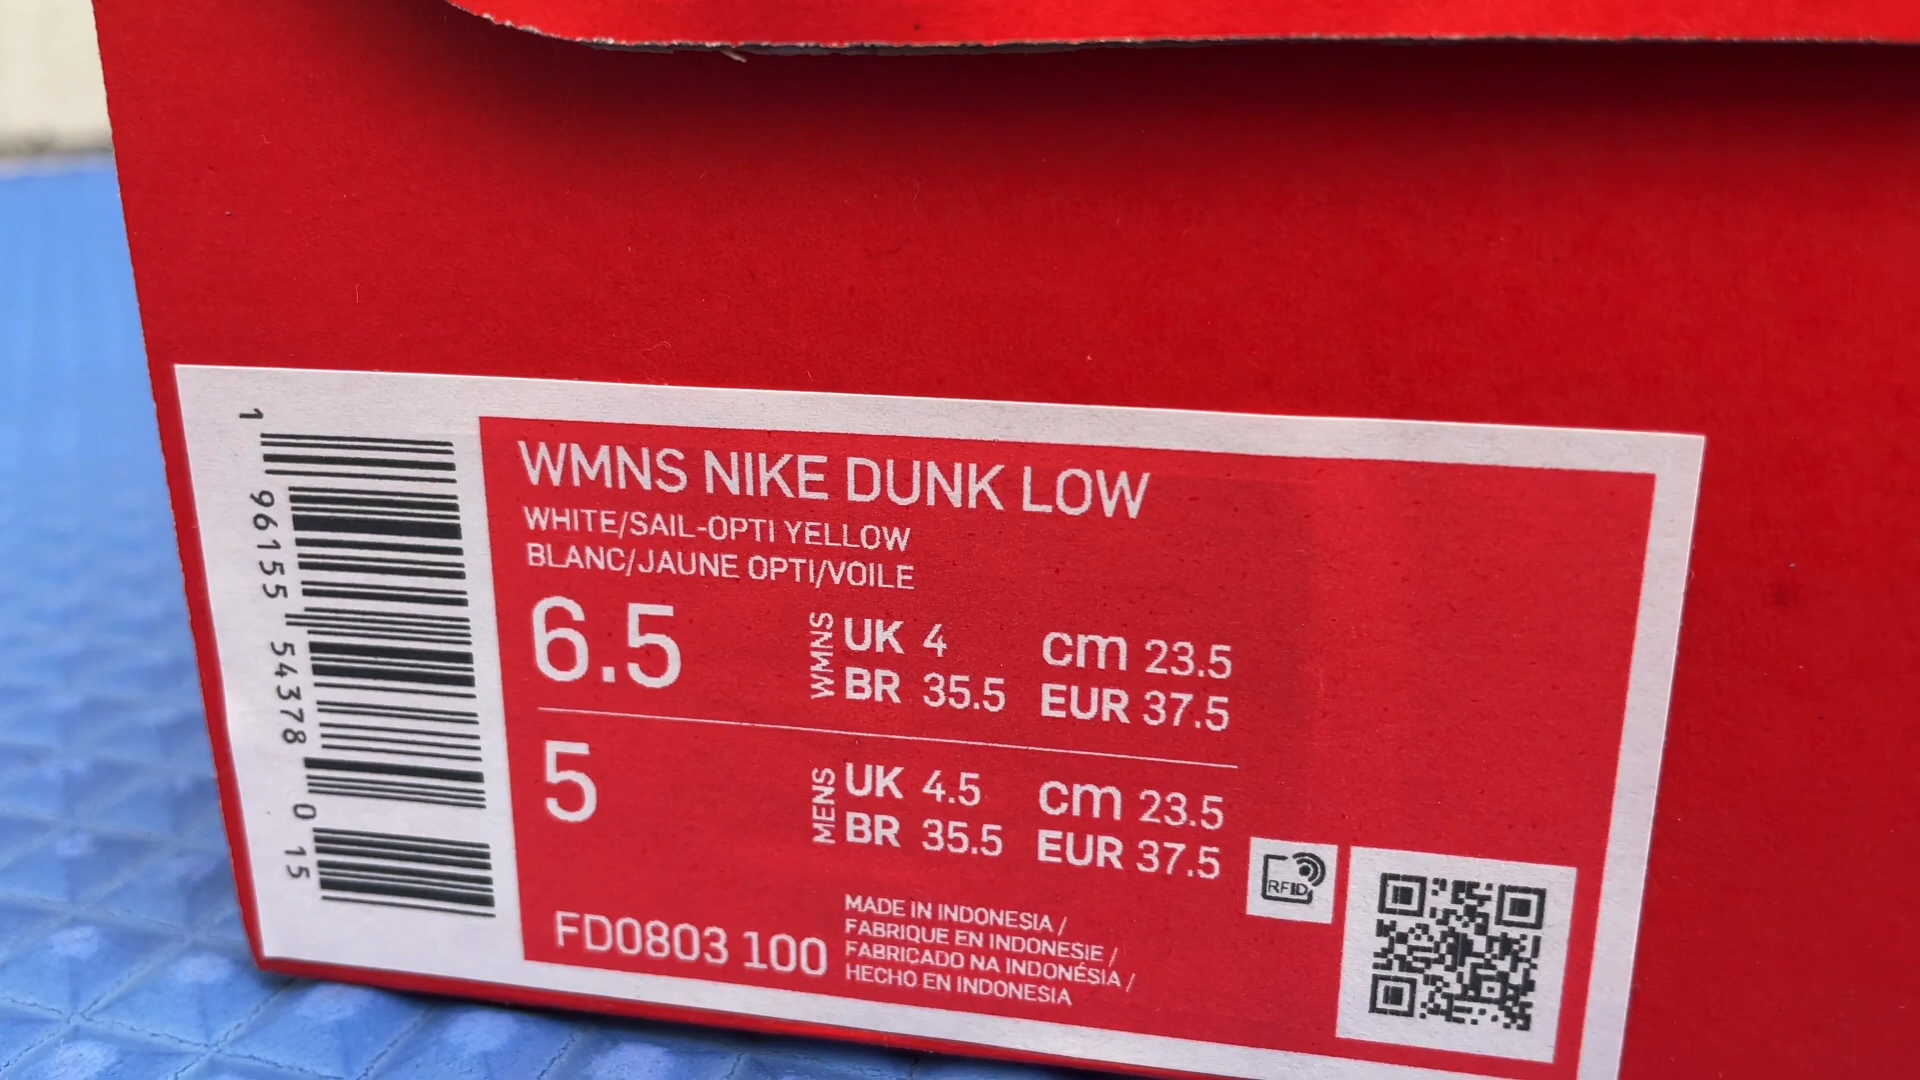 1 96155 54378 0 15
WMNS NIKE DUNK LOW
WHITE/SAIL-OPTI YELLOW
BLANC/JAUNE OPTI/VOILE
6.5
WMNS
UK 4 cm 23.5
BR 35.5 EUR 37.5
5
MENS
UK 4.5 cm 23.5
BR 35.5 EUR 37.5
FD0803 100
MADE IN INDONESIA /
FABRIQUE EN INDONESIE /
FABRICADO NA INDONÉSIA /
HECHO EN INDONESIA
RFID